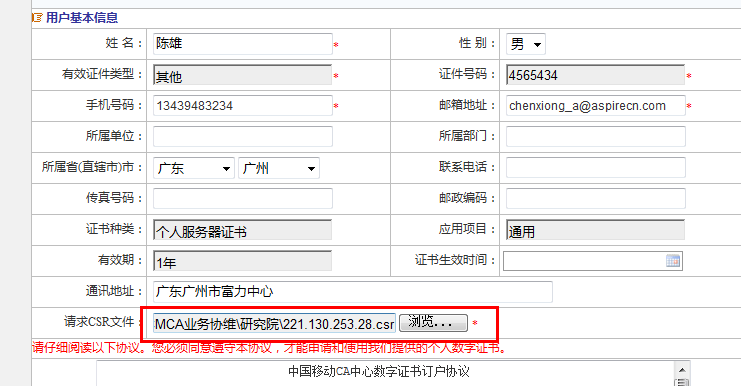 用户基本信息
姓 名： 陈雄 * 性 别： 男
有效证件类型： 其他 * 证件号码： 4565434 *
手机号码： 13439483234 * 邮箱地址： chenxiong_a@aspirecn.com *
所属单位： 所属部门：
所属省(直辖市)市： 广东 广州 联系电话：
传真号码： 邮政编码：
证书种类： 个人服务器证书 应用项目： 通用
有效期： 1年 证书生效时间：
通讯地址： 广东广州市富力中心
请求CSR文件： MCA业务协维\研究院\221.130.253.28.csr 浏览... *
请仔细阅读以下协议。您必须同意遵守本协议，才能申请和使用我们提供的个人数字证书。
中国移动CA中心数字证书订户协议